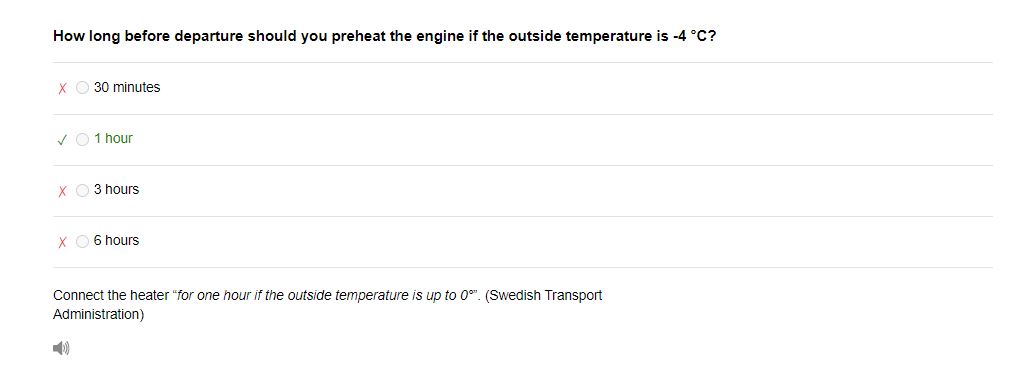 How long before departure should you preheat the engine if the outside temperature is -4 °C?
30 minutes
1 hour
3 hours
6 hours
Connect the heater “for one hour if the outside temperature is up to 0°”. (Swedish Transport
Administration)